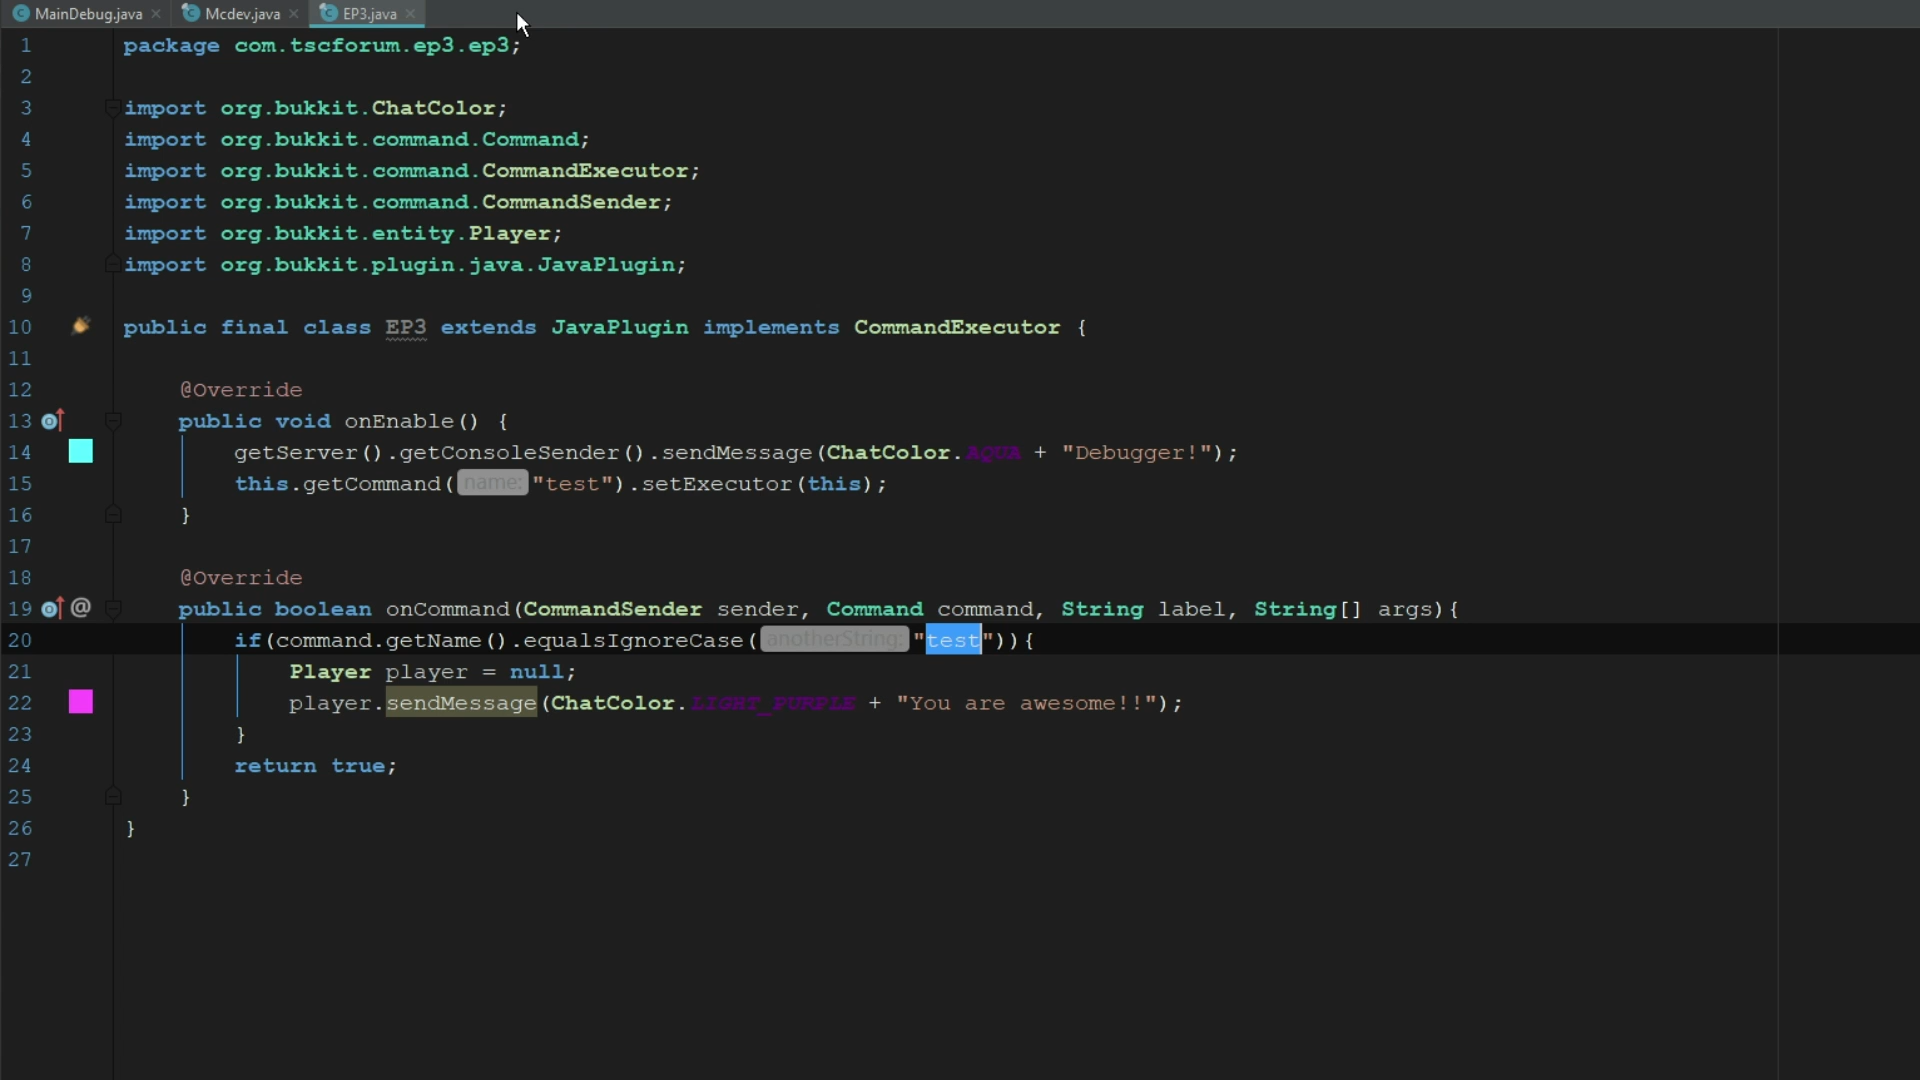 MainDebug.java Mcdev.java EP3.java
1 package com.tscforum.ep3.ep3;
2
3 import org.bukkit.ChatColor;
4 import org.bukkit.command.Command;
5 import org.bukkit.command.CommandExecutor;
6 import org.bukkit.command.CommandSender;
7 import org.bukkit.entity.Player;
8 import org.bukkit.plugin.java.JavaPlugin;
9
10 public final class EP3 extends JavaPlugin implements CommandExecutor {
11
12 @Override
13 public void onEnable() {
14 getServer().getConsoleSender().sendMessage(ChatColor.AQUA + "Debugger!");
15 this.getCommand( name: "test").setExecutor(this);
16 }
17
18 @Override
19 @ public boolean onCommand(CommandSender sender, Command command, String label, String[] args){
20 if(command.getName().equalsIgnoreCase( anotherString: "test")){
21 Player player = null;
22 player.sendMessage(ChatColor.LIGHT_PURPLE + "You are awesome!!");
23 }
24 return true;
25 }
26 }
27